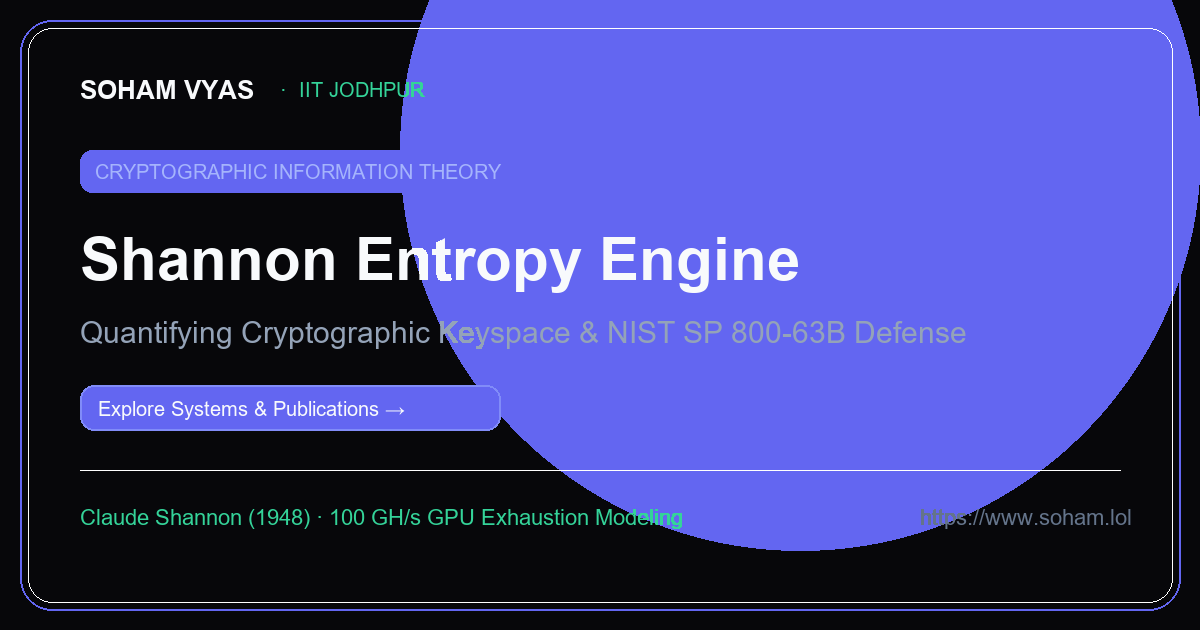 SOHAM VYAS · IIT JODHPUR
CRYPTOGRAPHIC INFORMATION THEORY
Shannon Entropy Engine
Quantifying Cryptographic Keyspace & NIST SP 800-63B Defense
Explore Systems & Publications →
Claude Shannon (1948) · 100 GH/s GPU Exhaustion Modeling
https://www.soham.lol